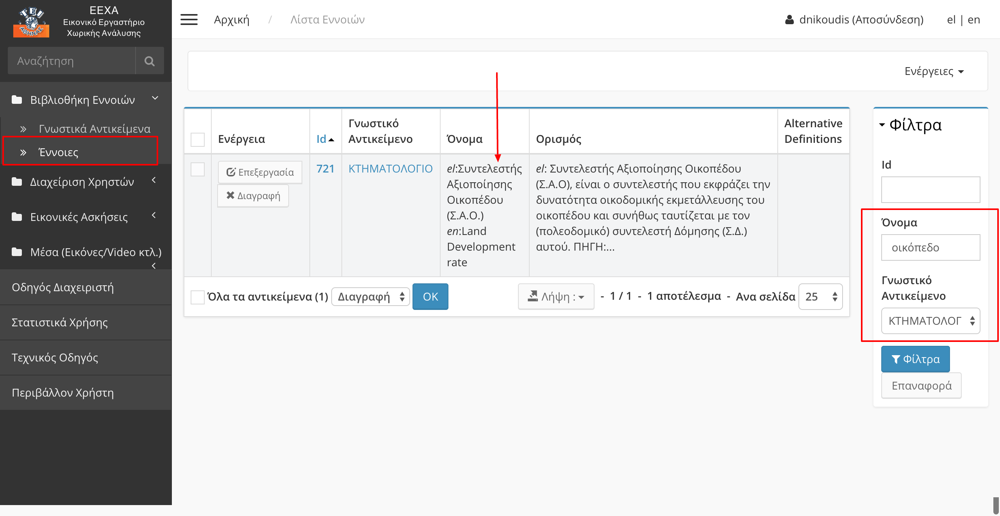 ΤΕΙ
ΑΘΗΝΑΣ
ΕΕΧΑ
Εικονικό Εργαστήριο
Χωρικής Ανάλυσης
Αναζήτηση
Βιβλιοθήκη Εννοιών
Γνωστικά Αντικείμενα
Έννοιες
Διαχείριση Χρηστών
Εικονικές Ασκήσεις
Μέσα (Εικόνες/Video κτλ.)
Οδηγός Διαχειριστή
Στατιστικά Χρήσης
Τεχνικός Οδηγός
Περιβάλλον Χρήστη
Αρχική / Λίστα Εννοιών
dnikoudis (Αποσύνδεση) el | en
Ενέργειες
Ενέργεια
Id
Γνωστικό
Αντικείμενο
Όνομα
Ορισμός
Alternative
Definitions
Επεξεργασία
Διαγραφή
721
ΚΤΗΜΑΤΟΛΟΓΙΟ
el:Συντελεστής
Αξιοποίησης
Οικοπέδου
(Σ.Α.Ο.)
en:Land
Development
rate
el: Συντελεστής Αξιοποίησης Οικοπέδου
(Σ.Α.Ο), είναι ο συντελεστής που εκφράζει την
δυνατότητα οικοδομικής εκμετάλλευσης του
οικοπέδου και συνήθως ταυτίζεται με τον
(πολεοδομικό) συντελεστή Δόμησης (Σ.Δ.)
αυτού. ΠΗΓΗ:...
Όλα τα αντικείμενα (1) Διαγραφή OK Λήψη : - 1 / 1 - 1 αποτέλεσμα - Ανα σελίδα 25
Φίλτρα
Id
Όνομα
οικόπεδο
Γνωστικό
Αντικείμενο
ΚΤΗΜΑΤΟΛΟΓ
Φίλτρα
Επαναφορά